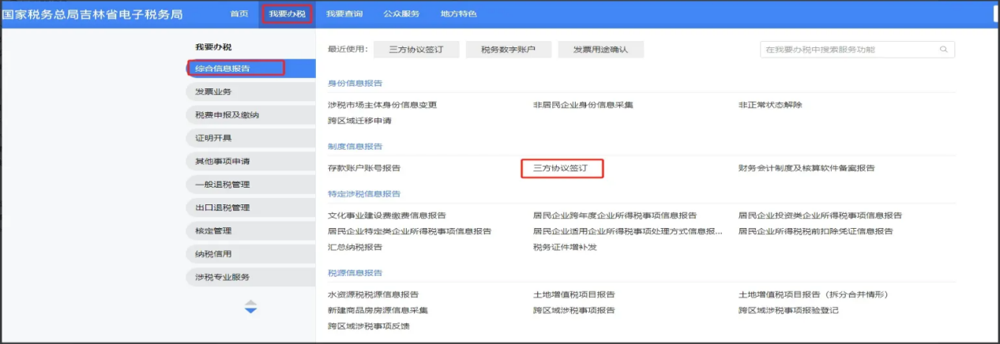 国家税务总局吉林省电子税务局 首页 我要办税 我要查询 公众服务 地方特色
我要办税
综合信息报告
发票业务
税费申报及缴纳
证明开具
其他事项申请
一般退税管理
出口退税管理
核定管理
纳税信用
涉税专业服务
最近使用： 三方协议签订 税务数字账户 发票用途确认 在我要办税中搜索服务功能
身份信息报告
涉税市场主体身份信息变更 非居民企业身份信息采集 非正常状态解除
跨区域迁移申请
制度信息报告
存款账户账号报告 三方协议签订 财务会计制度及核算软件备案报告
特定涉税信息报告
文化事业建设费缴费信息报告 居民企业跨年度企业所得税事项信息报告 居民企业投资类企业所得税事项信息报告
居民企业特定类企业所得税事项信息报告 居民企业适用企业所得税事项处理方式信息报... 居民企业所得税税前扣除凭证信息报告
汇总纳税报告 税务证件增补发
税源信息报告
水资源税税源信息报告 土地增值税项目报告 土地增值税项目报告（拆分合并情形）
新建商品房房源信息采集 跨区域涉税事项报告 跨区域涉税事项报验登记
跨区域涉税事项反馈